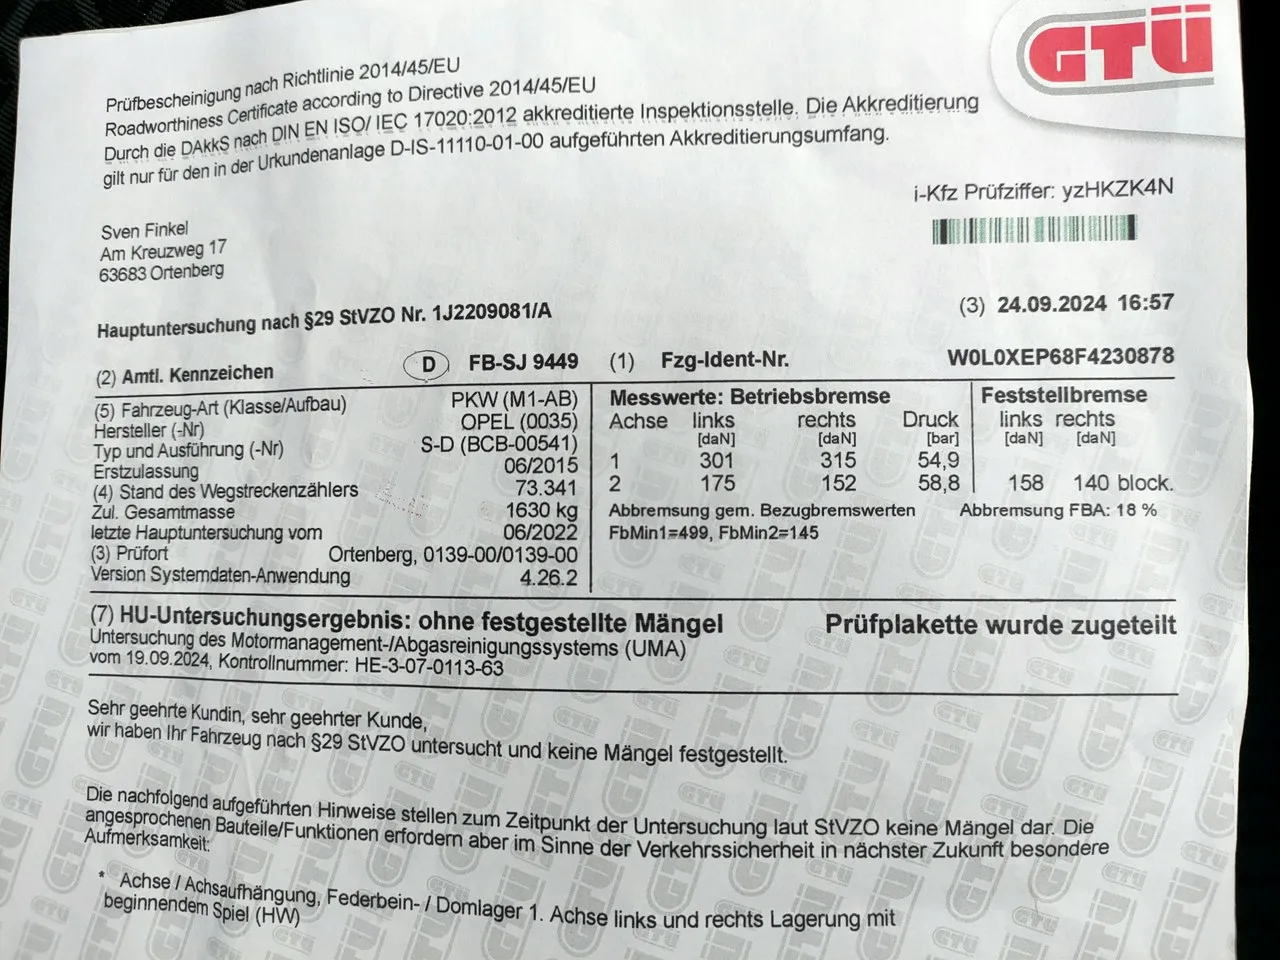 GTÜ
Prüfbescheinigung nach Richtlinie 2014/45/EU
Roadworthiness Certificate according to Directive 2014/45/EU
Durch die DAkkS nach DIN EN ISO/ IEC 17020:2012 akkreditierte Inspektionsstelle. Die Akkreditierung
gilt nur für den in der Urkundenanlage D-IS-11110-01-00 aufgeführten Akkreditierungsumfang.
i-Kfz Prüfziffer: yzHKZK4N
Sven Finkel
Am Kreuzweg 17
63683 Ortenberg
Hauptuntersuchung nach §29 StVZO Nr. 1J2209081/A (3) 24.09.2024 16:57
(2) Amtl. Kennzeichen D FB-SJ 9449 (1) Fzg-Ident-Nr. W0L0XEP68F4230878
(5) Fahrzeug-Art (Klasse/Aufbau) PKW (M1-AB)
Hersteller (-Nr) OPEL (0035)
Typ und Ausführung (-Nr) S-D (BCB-00541)
Erstzulassung 06/2015
(4) Stand des Wegstreckenzählers 73.341
Zul. Gesamtmasse 1630 kg
letzte Hauptuntersuchung vom 06/2022
(3) Prüfort Ortenberg, 0139-00/0139-00
Version Systemdaten-Anwendung 4.26.2
Messwerte: Betriebsbremse Feststellbremse
Achse links rechts Druck links rechts
[daN] [daN] [bar] [daN] [daN]
1 301 315 54,9
2 175 152 58,8 158 140 block.
Abbremsung gem. Bezugbremswerten Abbremsung FBA: 18 %
FbMin1=499, FbMin2=145
(7) HU-Untersuchungsergebnis: ohne festgestellte Mängel Prüfplakette wurde zugeteilt
Untersuchung des Motormanagement-/Abgasreinigungssystems (UMA)
vom 19.09.2024, Kontrollnummer: HE-3-07-0113-63
Sehr geehrte Kundin, sehr geehrter Kunde,
wir haben Ihr Fahrzeug nach §29 StVZO untersucht und keine Mängel festgestellt.
Die nachfolgend aufgeführten Hinweise stellen zum Zeitpunkt der Untersuchung laut StVZO keine Mängel dar. Die
angesprochenen Bauteile/Funktionen erfordern aber im Sinne der Verkehrssicherheit in nächster Zukunft besondere
Aufmerksamkeit:
* Achse / Achsaufhängung, Federbein- / Domlager 1. Achse links und rechts Lagerung mit
beginnendem Spiel (HW)